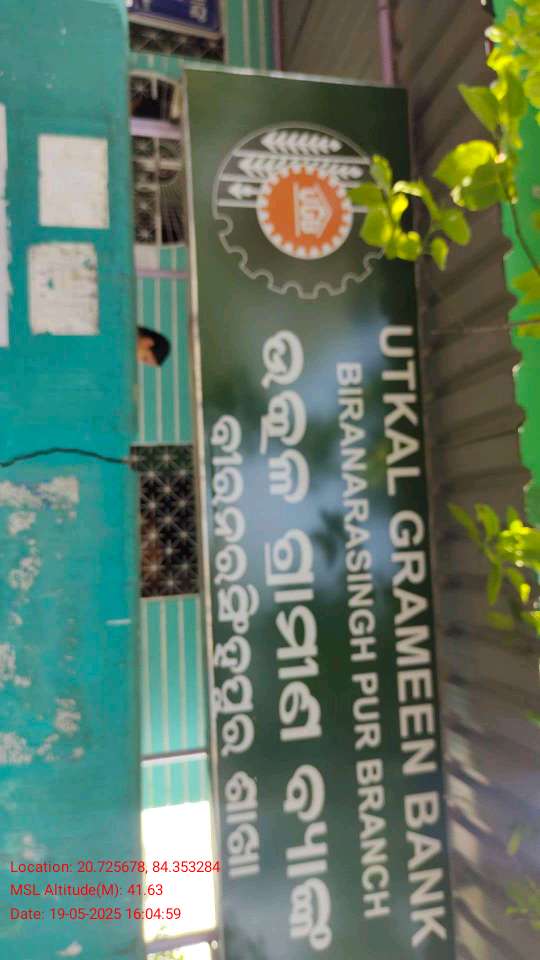 UGB
ଉତ୍କଳ ଗ୍ରାମୀଣ ବ୍ୟାଙ୍କ
ବୀରନରସିଂହପୁର ଶାଖା
UTKAL GRAMEEN BANK
BIRANARASINGH PUR BRANCH
Location: 20.725678, 84.353284
MSL Altitude(M): 41.63
Date: 19-05-2025 16:04:59